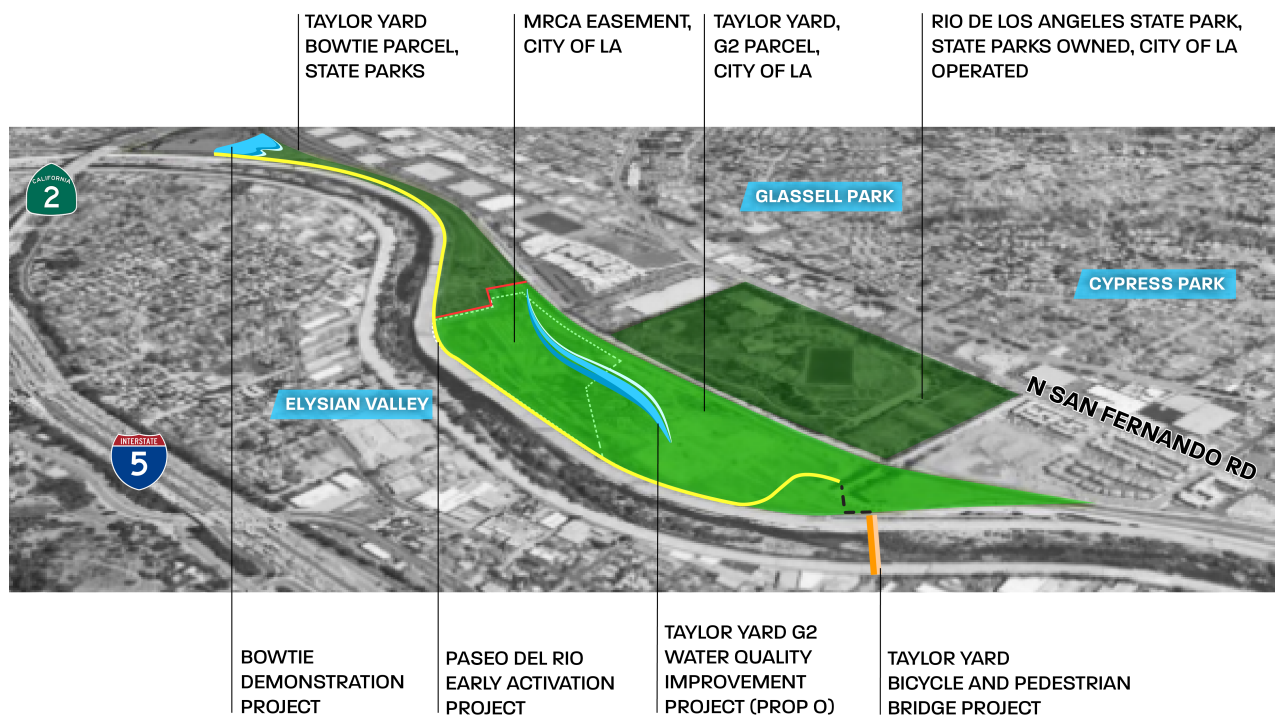 TAYLOR YARD
BOWTIE PARCEL,
STATE PARKS
MRCA EASEMENT,
CITY OF LA
TAYLOR YARD,
G2 PARCEL,
CITY OF LA
RIO DE LOS ANGELES STATE PARK,
STATE PARKS OWNED, CITY OF LA
OPERATED
CALIFORNIA
2
GLASSELL PARK
CYPRESS PARK
ELYSIAN VALLEY
N SAN FERNANDO RD
INTERSTATE
5
BOWTIE
DEMONSTRATION
PROJECT
PASEO DEL RIO
EARLY ACTIVATION
PROJECT
TAYLOR YARD G2
WATER QUALITY
IMPROVEMENT
PROJECT (PROP O)
TAYLOR YARD
BICYCLE AND PEDESTRIAN
BRIDGE PROJECT